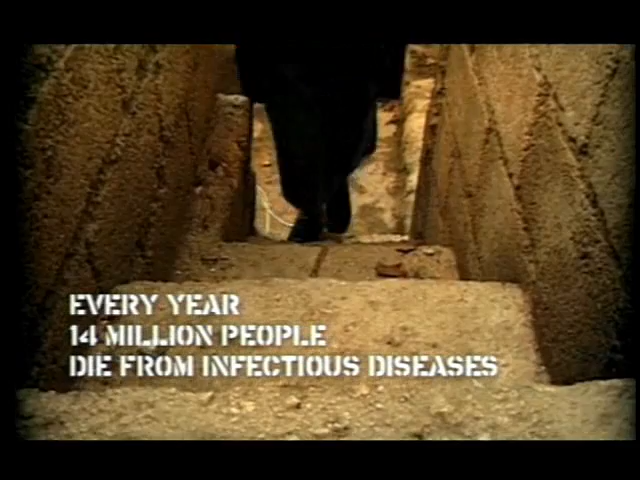 EVERY YEAR
14 MILLION PEOPLE
DIE FROM INFECTIOUS DISEASES